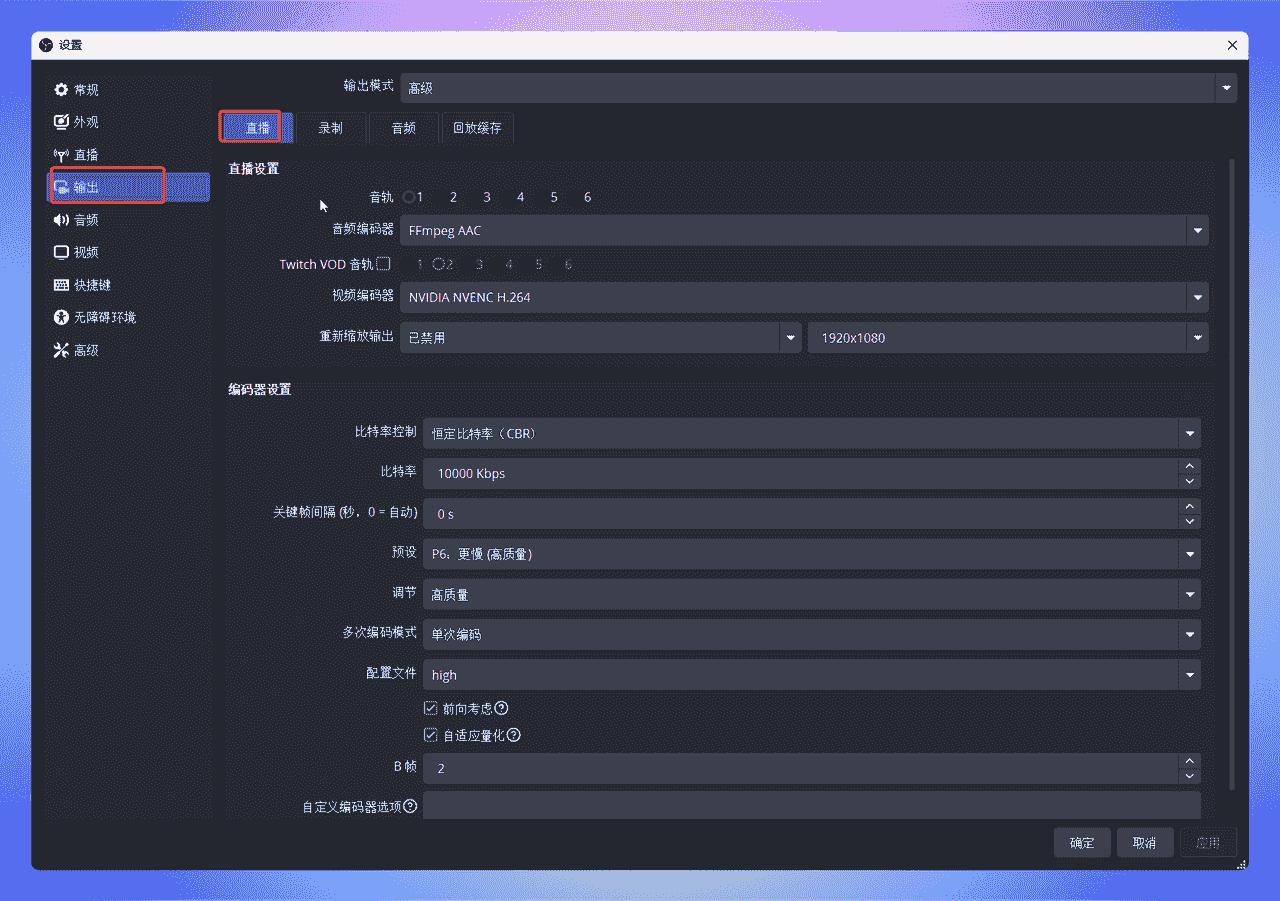 设置
常规
外观
直播
输出
音频
视频
快捷键
无障碍环境
高级
输出模式 高级
直播 录制 音频 回放缓存
直播设置
音轨 1 2 3 4 5 6
音频编码器 FFmpeg AAC
Twitch VOD 音轨 1 2 3 4 5 6
视频编码器 NVIDIA NVENC H.264
重新缩放输出 已禁用 1920x1080
编码器设置
比特率控制 恒定比特率（CBR）
比特率 10000 Kbps
关键帧间隔 (秒，0 = 自动) 0 s
预设 P6：更慢 (高质量)
调节 高质量
多次编码模式 单次编码
配置文件 high
前向考虑
自适应量化
B 帧 2
自定义编码器选项
确定 取消 应用